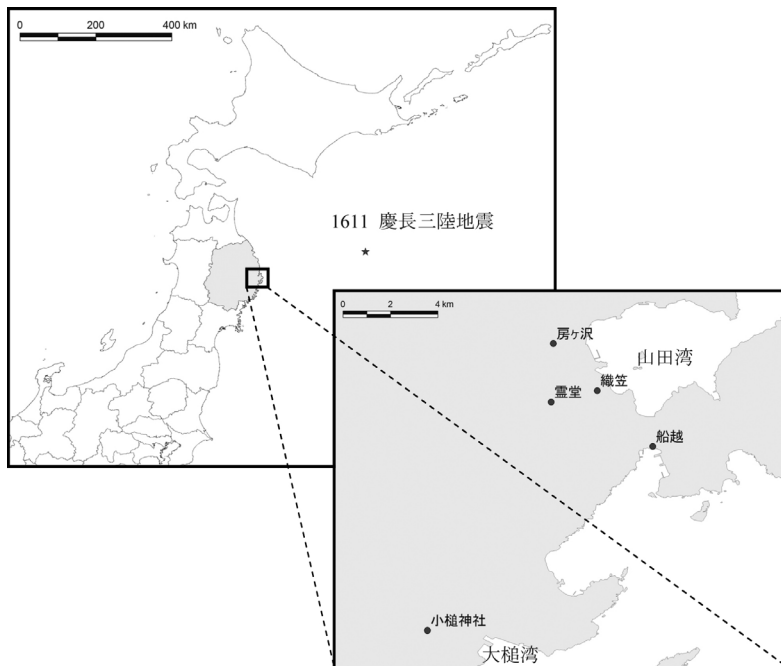 0 200 400 km
1611 慶長三陸地震
0 2 4 km
房ヶ沢
山田湾
織笠
霊堂
船越
小槌神社
大槌湾